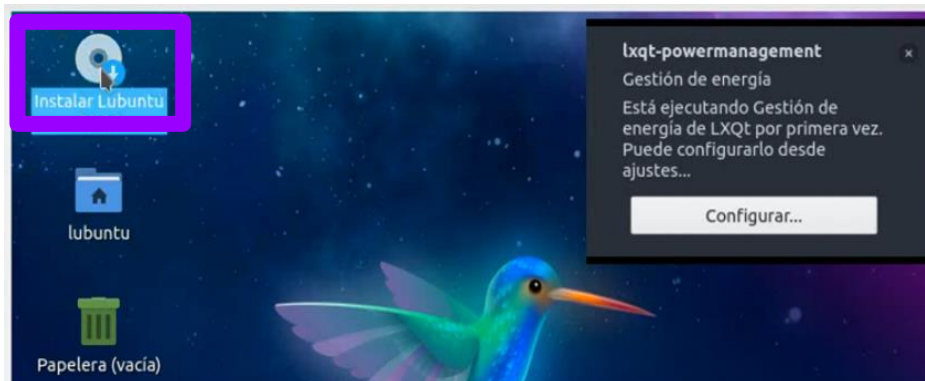 Instalar Lubuntu
lubuntu
Papelera (vacía)
lxqt-powermanagement
Gestión de energía
Está ejecutando Gestión de
energía de LXQt por primera vez.
Puede configurarlo desde
ajustes...
Configurar...